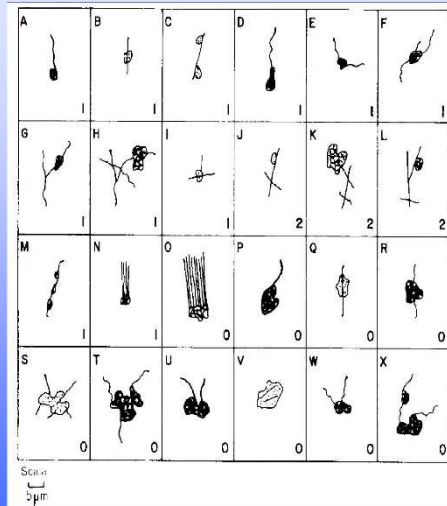 A B C D E F
1 1 1 1 1 1
G H I J K L
1 1 1 2 2 2
M N O P Q R
1 1 0 0 0 0
S T U V W X
0 0 0 0 0 0
Scale
5μm